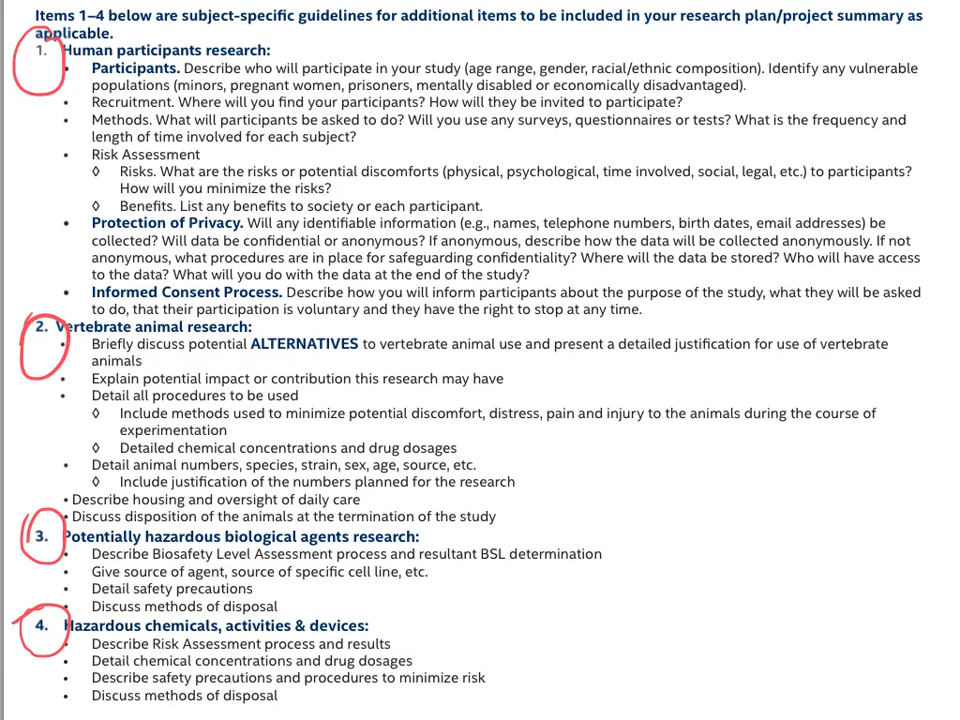 Items 1–4 below are subject-specific guidelines for additional items to be included in your research plan/project summary as
applicable.
1. Human participants research:
• Participants. Describe who will participate in your study (age range, gender, racial/ethnic composition). Identify any vulnerable
populations (minors, pregnant women, prisoners, mentally disabled or economically disadvantaged).
• Recruitment. Where will you find your participants? How will they be invited to participate?
• Methods. What will participants be asked to do? Will you use any surveys, questionnaires or tests? What is the frequency and
length of time involved for each subject?
• Risk Assessment
◊ Risks. What are the risks or potential discomforts (physical, psychological, time involved, social, legal, etc.) to participants?
How will you minimize the risks?
◊ Benefits. List any benefits to society or each participant.
• Protection of Privacy. Will any identifiable information (e.g., names, telephone numbers, birth dates, email addresses) be
collected? Will data be confidential or anonymous? If anonymous, describe how the data will be collected anonymously. If not
anonymous, what procedures are in place for safeguarding confidentiality? Where will the data be stored? Who will have access
to the data? What will you do with the data at the end of the study?
• Informed Consent Process. Describe how you will inform participants about the purpose of the study, what they will be asked
to do, that their participation is voluntary and they have the right to stop at any time.
2. Vertebrate animal research:
• Briefly discuss potential ALTERNATIVES to vertebrate animal use and present a detailed justification for use of vertebrate
animals
• Explain potential impact or contribution this research may have
• Detail all procedures to be used
◊ Include methods used to minimize potential discomfort, distress, pain and injury to the animals during the course of
experimentation
◊ Detailed chemical concentrations and drug dosages
• Detail animal numbers, species, strain, sex, age, source, etc.
◊ Include justification of the numbers planned for the research
• Describe housing and oversight of daily care
• Discuss disposition of the animals at the termination of the study
3. Potentially hazardous biological agents research:
• Describe Biosafety Level Assessment process and resultant BSL determination
• Give source of agent, source of specific cell line, etc.
• Detail safety precautions
• Discuss methods of disposal
4. Hazardous chemicals, activities & devices:
• Describe Risk Assessment process and results
• Detail chemical concentrations and drug dosages
• Describe safety precautions and procedures to minimize risk
• Discuss methods of disposal